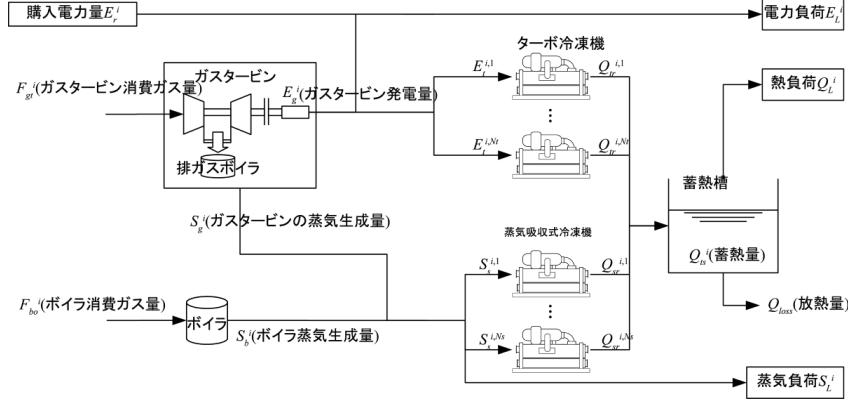 購入電力量E_r^i
電力負荷E_L^i
ターボ冷凍機
ガスタービン
F_gt^i(ガスタービン消費ガス量)
E_g^i(ガスタービン発電量)
E_t^i,1
Q_tr^i,1
熱負荷Q_L^i
⋮
排ガスボイラ
E_t^i,Nt
Q_tr^i,Nt
蓄熱槽
S_g^i(ガスタービンの蒸気生成量)
蒸気吸収式冷凍機
Q_ts^i(蓄熱量)
S_s^i,1
Q_sr^i,1
F_bo^i(ボイラ消費ガス量)
Q_loss(放熱量)
⋮
ボイラ
S_b^i(ボイラ蒸気生成量)
S_s^i,Ns
Q_sr^i,Ns
蒸気負荷S_L^i